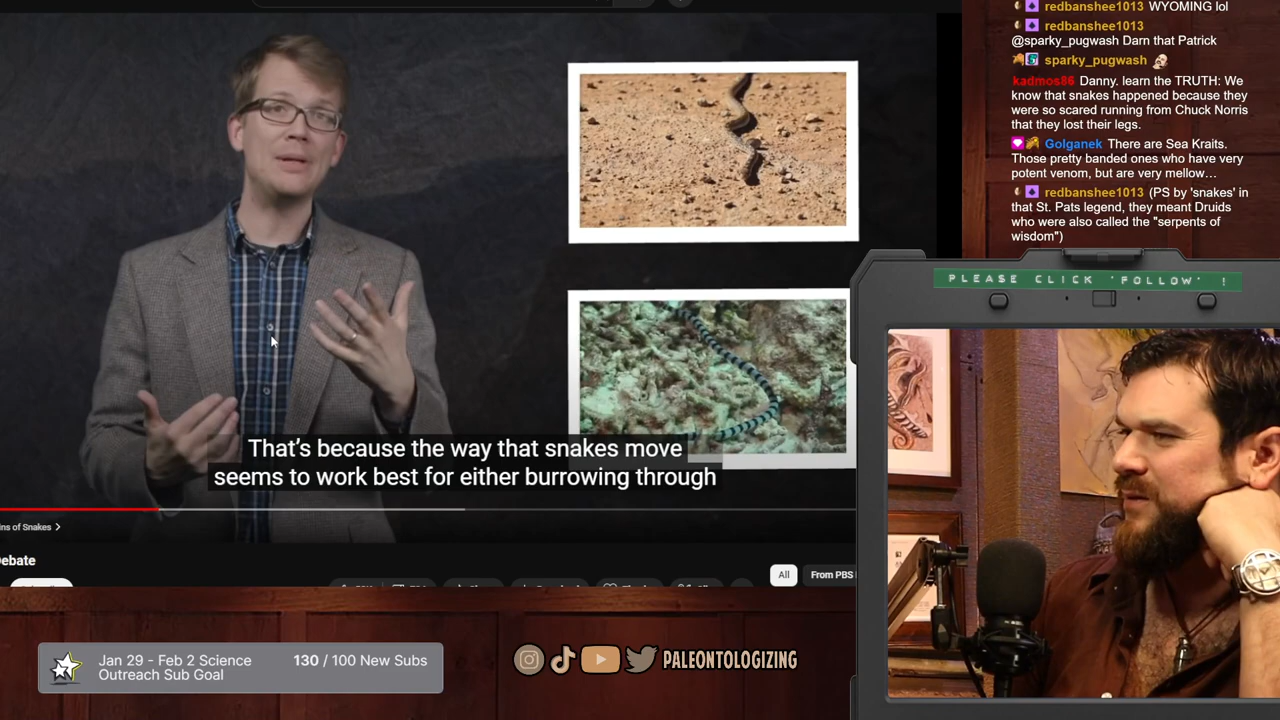 redbanshee1013 WYOMING lol
redbanshee1013
@sparky_pugwash Darn that Patrick
sparky_pugwash
kadmos86 Danny. learn the TRUTH: We
know that snakes happened because they
were so scared running from Chuck Norris
that they lost their legs.
Golganek There are Sea Kraits.
Those pretty banded ones who have very
potent venom, but are very mellow…
redbanshee1013 (PS by 'snakes' in
that St. Pats legend, they meant Druids
who were also called the "serpents of
wisdom")
PLEASE CLICK 'FOLLOW' !
That's because the way that snakes move
seems to work best for either burrowing through
ins of Snakes >
Debate
All
From PBS
Jan 29 - Feb 2 Science
Outreach Sub Goal
130 / 100 New Subs
PALEONTOLOGIZING